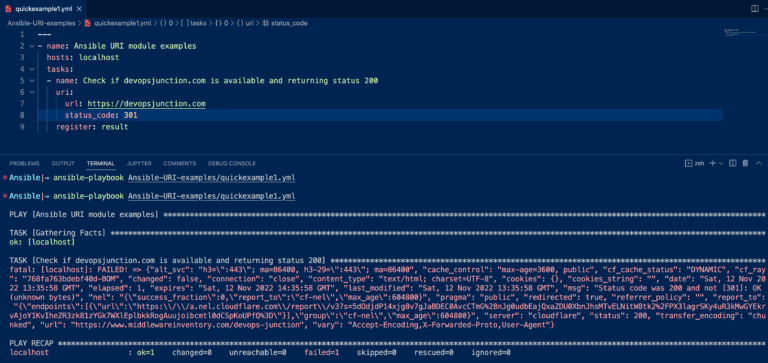 quickexample1.yml ×
Ansible-URI-examples > quickexample1.yml > {} 0 > [ ] tasks > {} 0 > {} uri > status_code
1 ---
2 - name: Ansible URI module examples
3 hosts: localhost
4 tasks:
5 - name: Check if devopsjunction.com is available and returning status 200
6 uri:
7 url: https://devopsjunction.com
8 status_code: 301
9 register: result
PROBLEMS OUTPUT TERMINAL JUPYTER COMMENTS DEBUG CONSOLE zsh
Ansible|⇒ ansible-playbook Ansible-URI-examples/quickexample1.yml
Ansible|⇒ ansible-playbook Ansible-URI-examples/quickexample1.yml
PLAY [Ansible URI module examples]
TASK [Gathering Facts]
ok: [localhost]
TASK [Check if devopsjunction.com is available and returning status 200]
fatal: [localhost]: FAILED! => {"alt_svc": "h3=\":443\"; ma=86400, h3-29=\":443\"; ma=86400", "cache_control": "max-age=3600, public", "cf_cache_status": "DYNAMIC", "cf_ray
": "768fa763bdebf40d-BOM", "changed": false, "connection": "close", "content_type": "text/html; charset=UTF-8", "cookies": {}, "cookies_string": "", "date": "Sat, 12 Nov 20
22 13:35:58 GMT", "elapsed": 1, "expires": "Sat, 12 Nov 2022 14:35:58 GMT", "last_modified": "Sat, 12 Nov 2022 13:35:58 GMT", "msg": "Status code was 200 and not [301]: OK
(unknown bytes)", "nel": "{\"success_fraction\":0,\"report_to\":\"cf-nel\",\"max_age\":604800}", "pragma": "public", "redirected": true, "referrer_policy": "", "report_to":
"{\"endpoints\":[{\"url\":\"https:\/\/a.nel.cloudflare.com\/report\/v3?s=
\"}],\"group\":\"cf-nel\",\"max_age\":604800}", "server": "cloudflare", "status": 200, "transfer_encoding": "chu
nked", "url": "https://www.middlewareinventory.com/devops-junction", "vary": "Accept-Encoding,X-Forwarded-Proto,User-Agent"}
PLAY RECAP
localhost : ok=1 changed=0 unreachable=0 failed=1 skipped=0 rescued=0 ignored=0